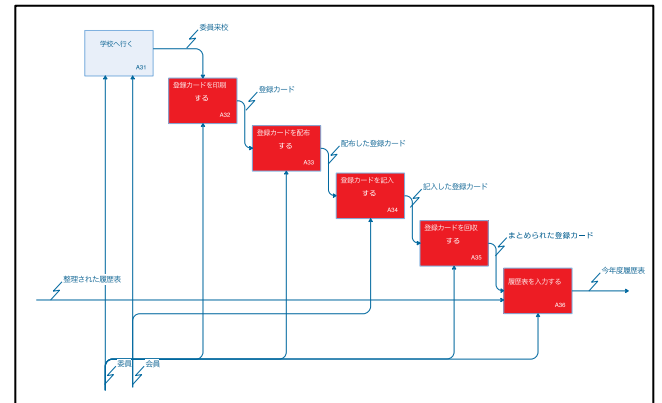 委員来校
学校へ行く
A31
登録カードを印刷
する
A32
登録カード
登録カードを配布
する
A33
配布した登録カード
登録カードを記入
する
A34
記入した登録カード
登録カードを回収
する
A35
まとめられた登録カード
整理された履歴表
履歴表を入力する
A36
今年度履歴表
委員
会員